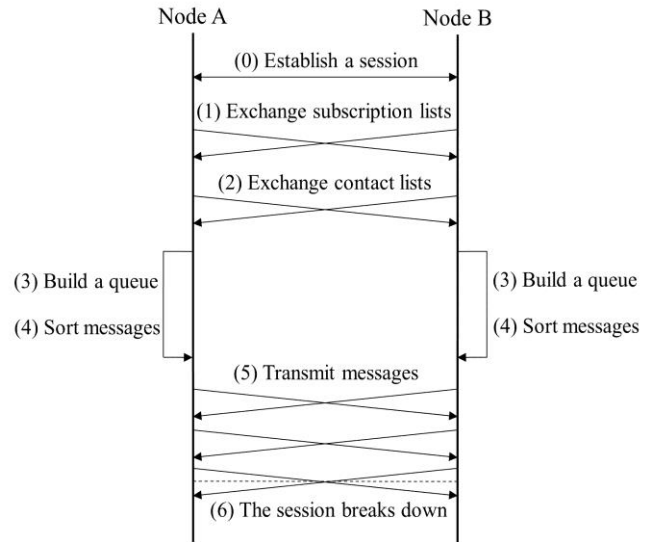 Node A
Node B
(0) Establish a session
(1) Exchange subscription lists
(2) Exchange contact lists
(3) Build a queue
(4) Sort messages
(3) Build a queue
(4) Sort messages
(5) Transmit messages
(6) The session breaks down